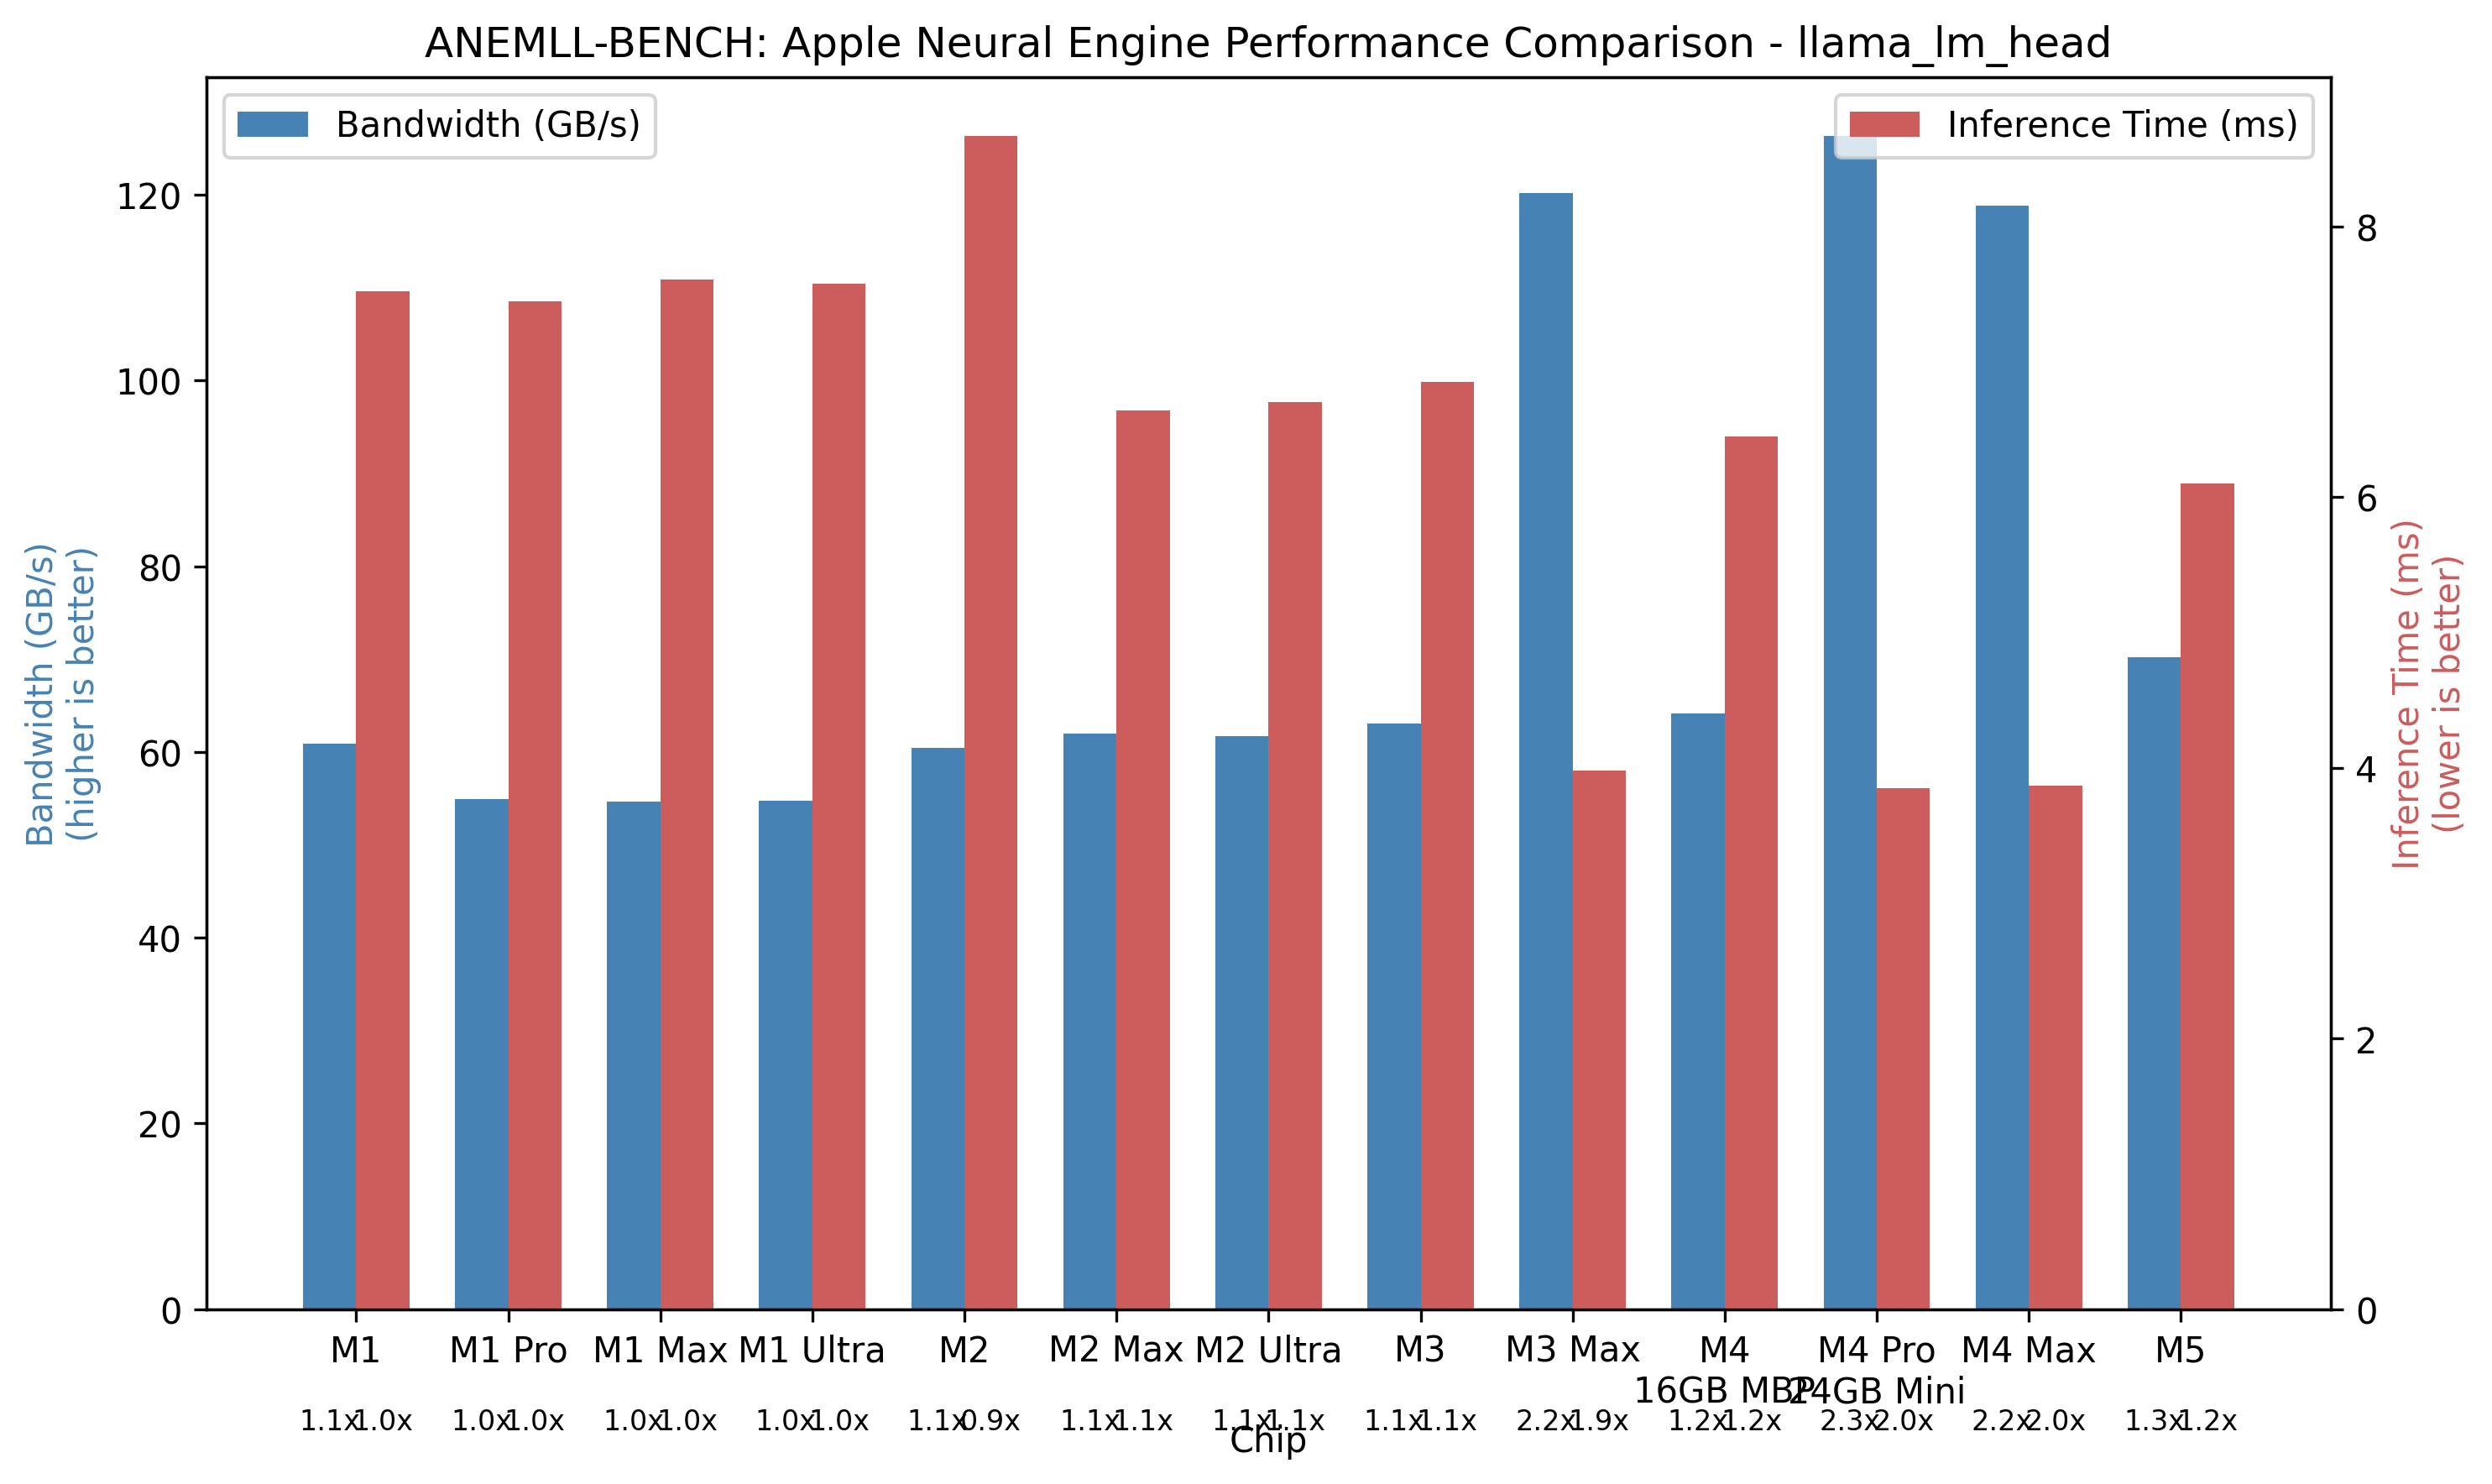 ANEMLL-BENCH: Apple Neural Engine Performance Comparison - llama_lm_head
Bandwidth (GB/s)
Inference Time (ms)
120
100
80
60
40
20
0
8
6
4
2
0
Bandwidth (GB/s)
(higher is better)
Inference Time (ms)
(lower is better)
M1 M1 Pro M1 Max M1 Ultra M2 M2 Max M2 Ultra M3 M3 Max M4 M4 Pro M4 Max M5
16GB MBP 24GB Mini
1.1x 1.0x 1.0x 1.0x 1.0x 1.0x 1.0x 1.0x 1.1x 0.9x 1.1x 1.1x 1.1x 1.1x 1.1x 1.1x 2.2x 1.9x 1.2x 1.2x 2.3x 2.0x 2.2x 2.0x 1.3x 1.2x
Chip